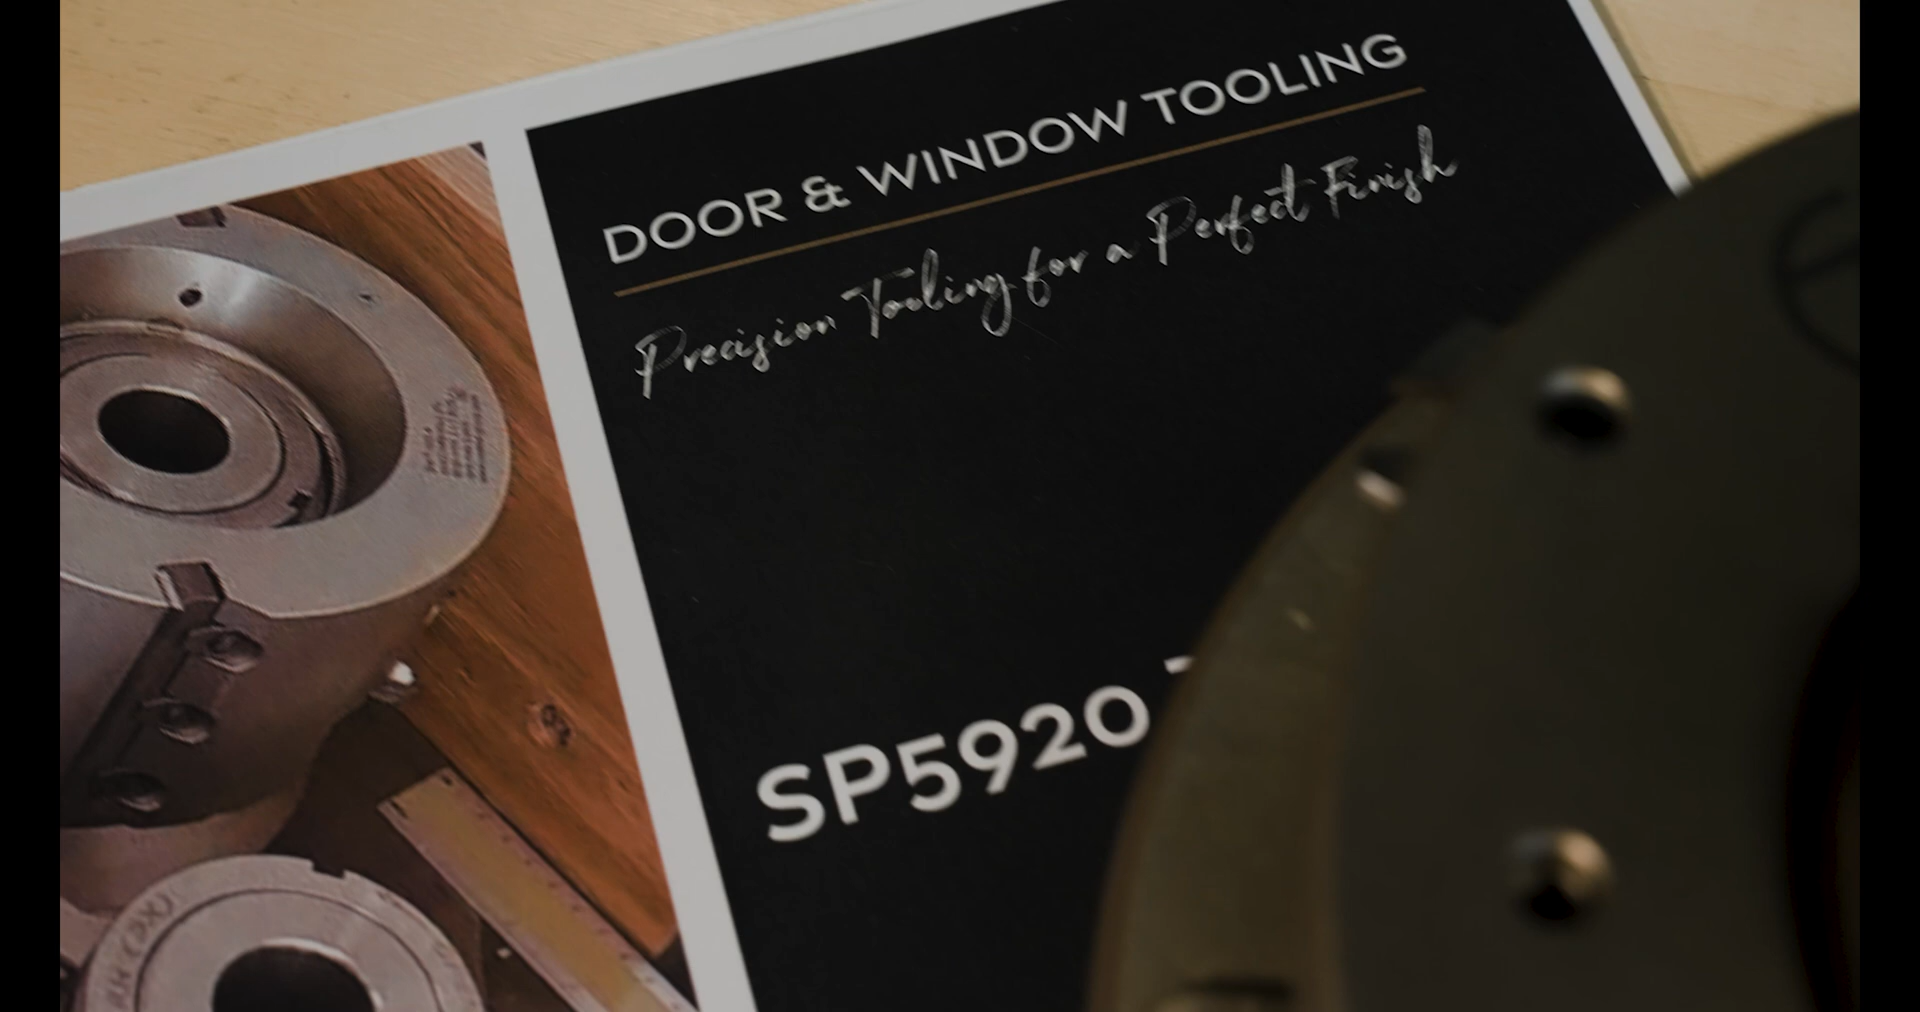 DOOR & WINDOW TOOLING
Precision Tooling for a Perfect Finish
SP5920